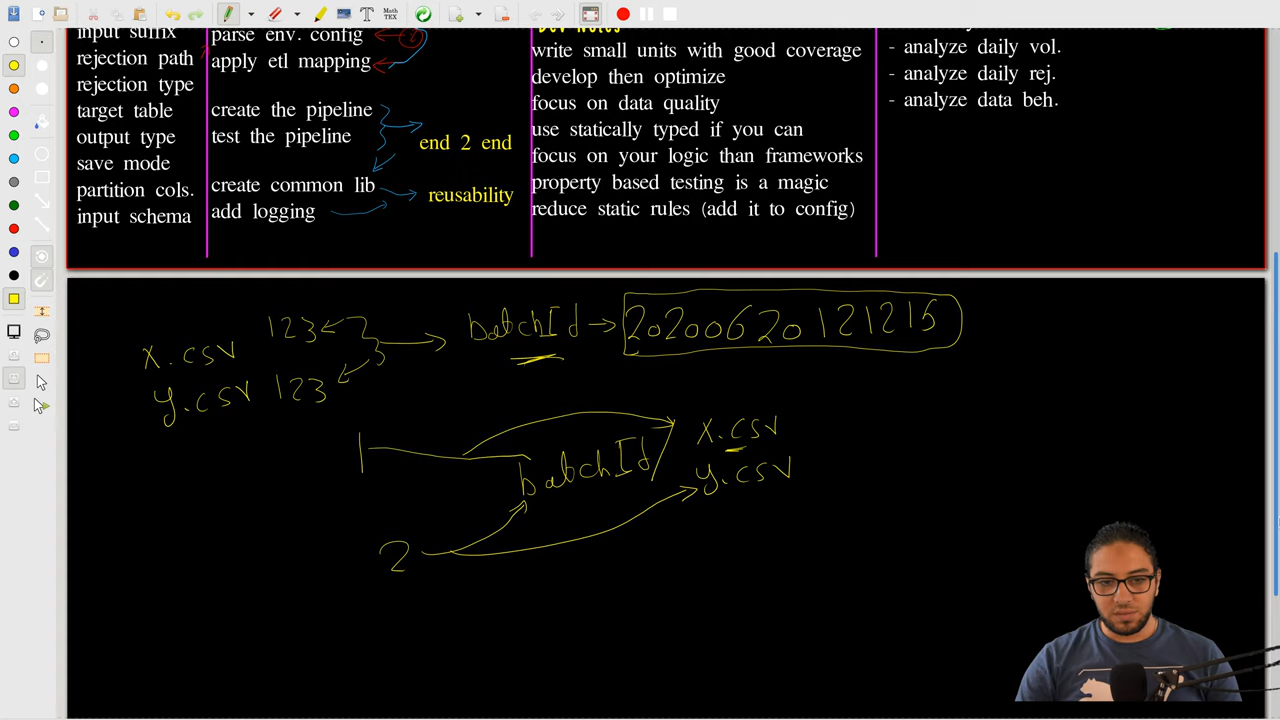 TEX
input suffix
rejection path
rejection type
target table
output type
save mode
partition cols.
input schema
parse env. config
apply etl mapping
create the pipeline
test the pipeline
end 2 end
create common lib
add logging
reusability
write small units with good coverage
develop then optimize
focus on data quality
use statically typed if you can
focus on your logic than frameworks
property based testing is a magic
reduce static rules (add it to config)
- analyze daily vol.
- analyze daily rej.
- analyze data beh.
x.csv 123
y.csv 123
batchId → 20200620121215
1 batchId/ x.csv
y.csv
2